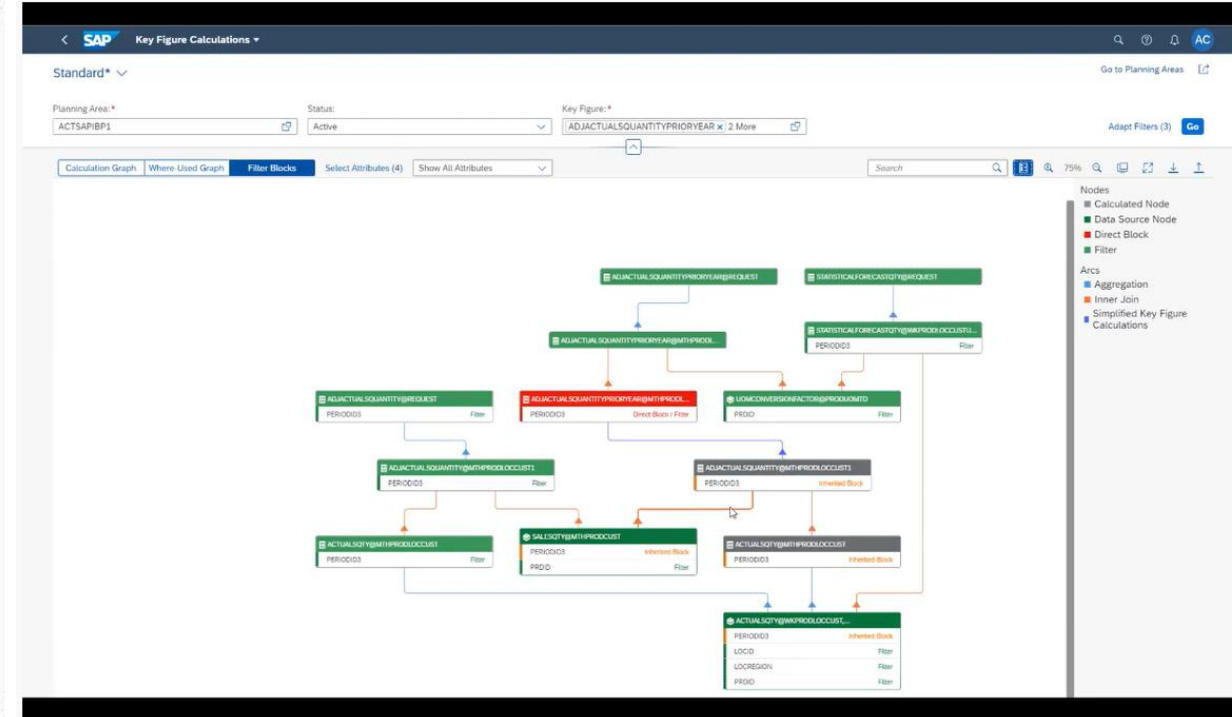 SAP Key Figure Calculations AC
Standard* Go to Planning Areas
Planning Area:* Status: Key Figure:*
ACTSAPIBP1 Active ADJACTUALSQUANTITYPRIORYEAR × 2 More Adapt Filters (3) Go
Calculation Graph Where-Used Graph Filter Blocks Select Attributes (4) Show All Attributes Search 75%
Nodes
Calculated Node
Data Source Node
Direct Block
Filter
Arcs
Aggregation
Inner Join
Simplified Key Figure
Calculations
ADJACTUALSQUANTITYPRIORYEAR@REQUEST STATISTICALFORECASTQTY@REQUEST
ADJACTUALSQUANTITYPRIORYEAR@MTHPRODL... STATISTICALFORECASTQTY@WKPRODLOCCUSTU...
PERIODID3 Filter
ADJACTUALSQUANTITY@REQUEST ADJACTUALSQUANTITYPRIORYEAR@MTHPRODL... UOMCONVERSIONFACTOR@PRODUOMTO
PERIODID3 Filter PERIODID3 Direct Block / Filter PRDID Filter
ADJACTUALSQUANTITY@MTHPRODLOCCUST1 ADJACTUALSQUANTITY@MTHPRODLOCCUST1
PERIODID3 Filter PERIODID3 Inherited Block
ACTUALSQTY@MTHPRODLOCCUST SALESQTY@MTHPRODCUST ACTUALSQTY@MTHPRODLOCCUST
PERIODID3 Filter PERIODID3 Inherited Block PERIODID3 Inherited Block
PRDID Filter
ACTUALSQTY@WKPRODLOCCUST,...
PERIODID3 Inherited Block
LOCID Filter
LOCREGION Filter
PRDID Filter